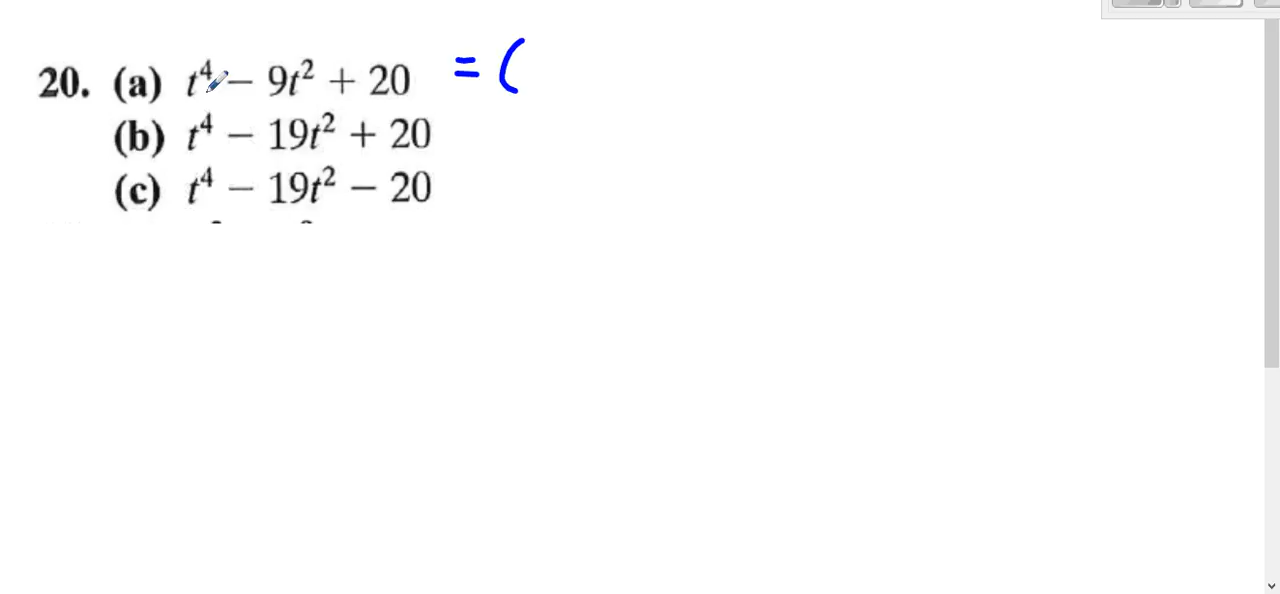 20. (a) t⁴ − 9t² + 20 = (
(b) t⁴ − 19t² + 20
(c) t⁴ − 19t² − 20